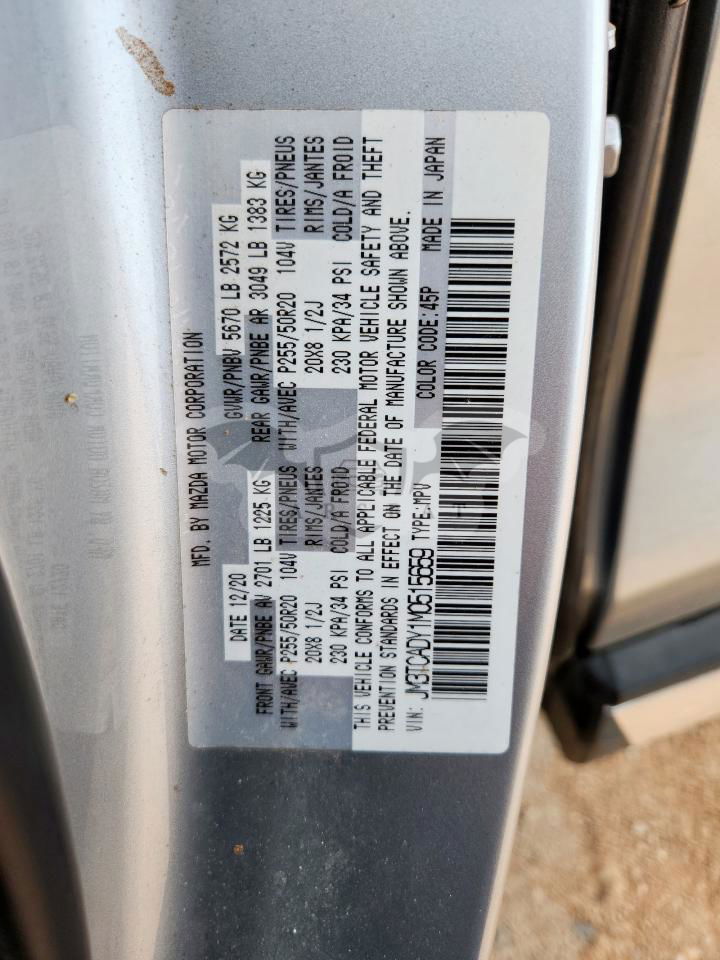 MFD. BY MAZDA MOTOR CORPORATION
DATE 12/20 GVWR/PNBV 5670 LB 2572 KG
FRONT GAWR/PNBE AV 2701 LB 1225 KG REAR GAWR/PNBE AR 3049 LB 1383 KG
WITH/AVEC P255/50R20 104V TIRES/PNEUS WITH/AVEC P255/50R20 104V TIRES/PNEUS
20X8 1/2J RIMS/JANTES 20X8 1/2J RIMS/JANTES
230 KPA/34 PSI COLD/A FROID 230 KPA/34 PSI COLD/A FROID
THIS VEHICLE CONFORMS TO ALL APPLICABLE FEDERAL MOTOR VEHICLE SAFETY AND THEFT
PREVENTION STANDARDS IN EFFECT ON THE DATE OF MANUFACTURE SHOWN ABOVE.
VIN: JM3TCADY1M0515659 TYPE:MPV COLOR CODE:45P MADE IN JAPAN